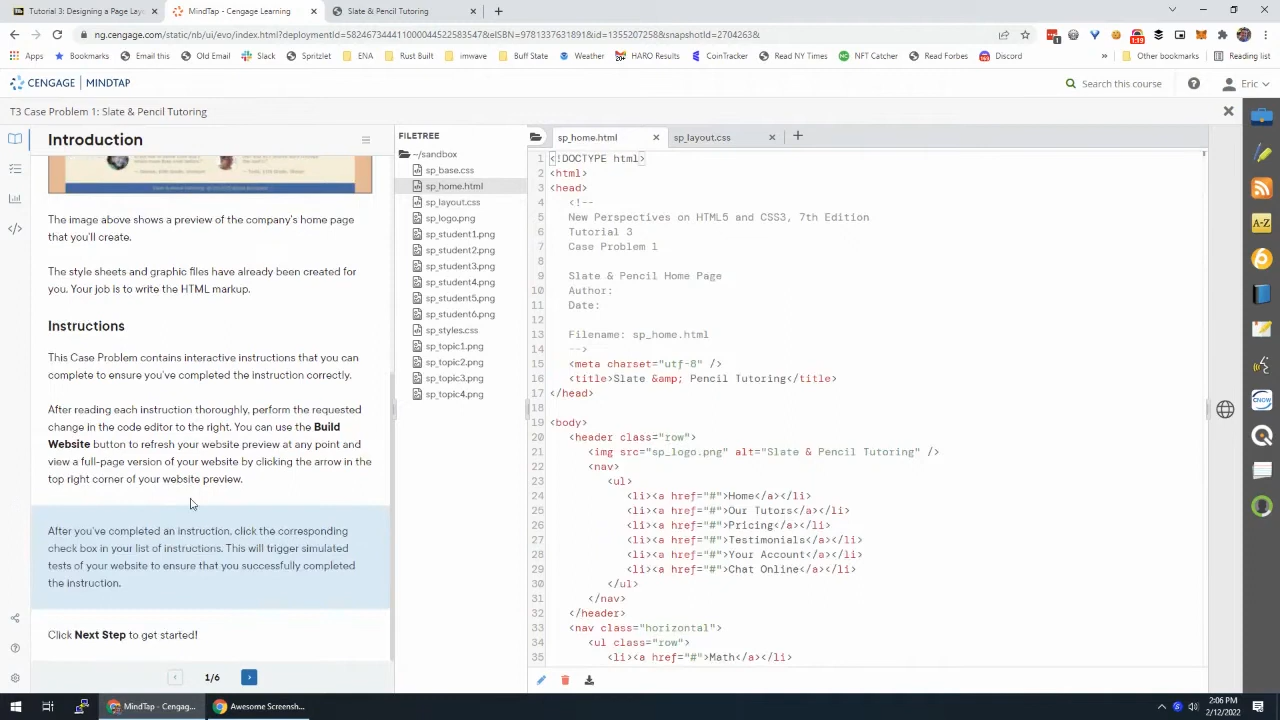 Tutorial 3: Designing a Page Layo
MindTap - Cengage Learning
Slate & Pencil Tutoring
ng.cengage.com/static/nb/ui/evo/index.html?deploymentId=58246734411000044522583547&eISBN=9781337631891&id=1355207258&snapshotId=2704263&
Apps
Bookmarks
Email this
Old Email
Slack
ENA
Rust
imwave
Buff State
Weather
HARO Results
CoinTracker
Read NY Times
NFT Catcher
Read Forbes
Discord
Other bookmarks
Reading list
CENGAGE | MINDTAP
Search this course
Eric
T3 Case Problem 1: Slate & Pencil Tutoring
Introduction
The image above shows a preview of the company's home page
that you'll create.
The style sheets and graphic files have already been created for
you. Your job is to write the HTML markup.
Instructions
This Case Problem contains interactive instructions that you can
complete to ensure you've completed the instruction correctly.
After reading each instruction thoroughly, perform the requested
change in the code editor to the right. You can use the Build
Website button to refresh your website preview at any point and
view a full-page version of your website by clicking the arrow in the
top right corner of your website preview.
After you've completed an instruction, click the corresponding
check box in your list of instructions. This will trigger simulated
tests of your website to ensure that you successfully completed
the instruction.
Click Next Step to get started!
1/6
FILETREE
~/sandbox
sp_base.css
sp_home.html
sp_layout.css
sp_logo.png
sp_student1.png
sp_student2.png
sp_student3.png
sp_student4.png
sp_student5.png
sp_student6.png
sp_styles.css
sp_topic1.png
sp_topic2.png
sp_topic3.png
sp_topic4.png
sp_home.html
sp_layout.css
1 <!DOCTYPE html>
2 <html>
3 <head>
4 <!--
5 New Perspectives on HTML5 and CSS3, 7th Edition
6 Tutorial 3
7 Case Problem 1
8
9 Slate & Pencil Home Page
10 Author:
11 Date:
12
13 Filename: sp_home.html
14 -->
15 <meta charset="utf-8" />
16 <title>Slate &amp; Pencil Tutoring</title>
17 </head>
18
19 <body>
20 <header class="row">
21 <img src="sp_logo.png" alt="Slate & Pencil Tutoring" />
22 <nav>
23 <ul>
24 <li><a href="#">Home</a></li>
25 <li><a href="#">Our Tutors</a></li>
26 <li><a href="#">Pricing</a></li>
27 <li><a href="#">Testimonials</a></li>
28 <li><a href="#">Your Account</a></li>
29 <li><a href="#">Chat Online</a></li>
30 </ul>
31 </nav>
32 </header>
33 <nav class="horizontal">
34 <ul class="row">
35 <li><a href="#">Math</a></li>
A-Z
CNOW
1:19
MindTap - Cengag...
Awesome Screensh...
2:06 PM
2/12/2022